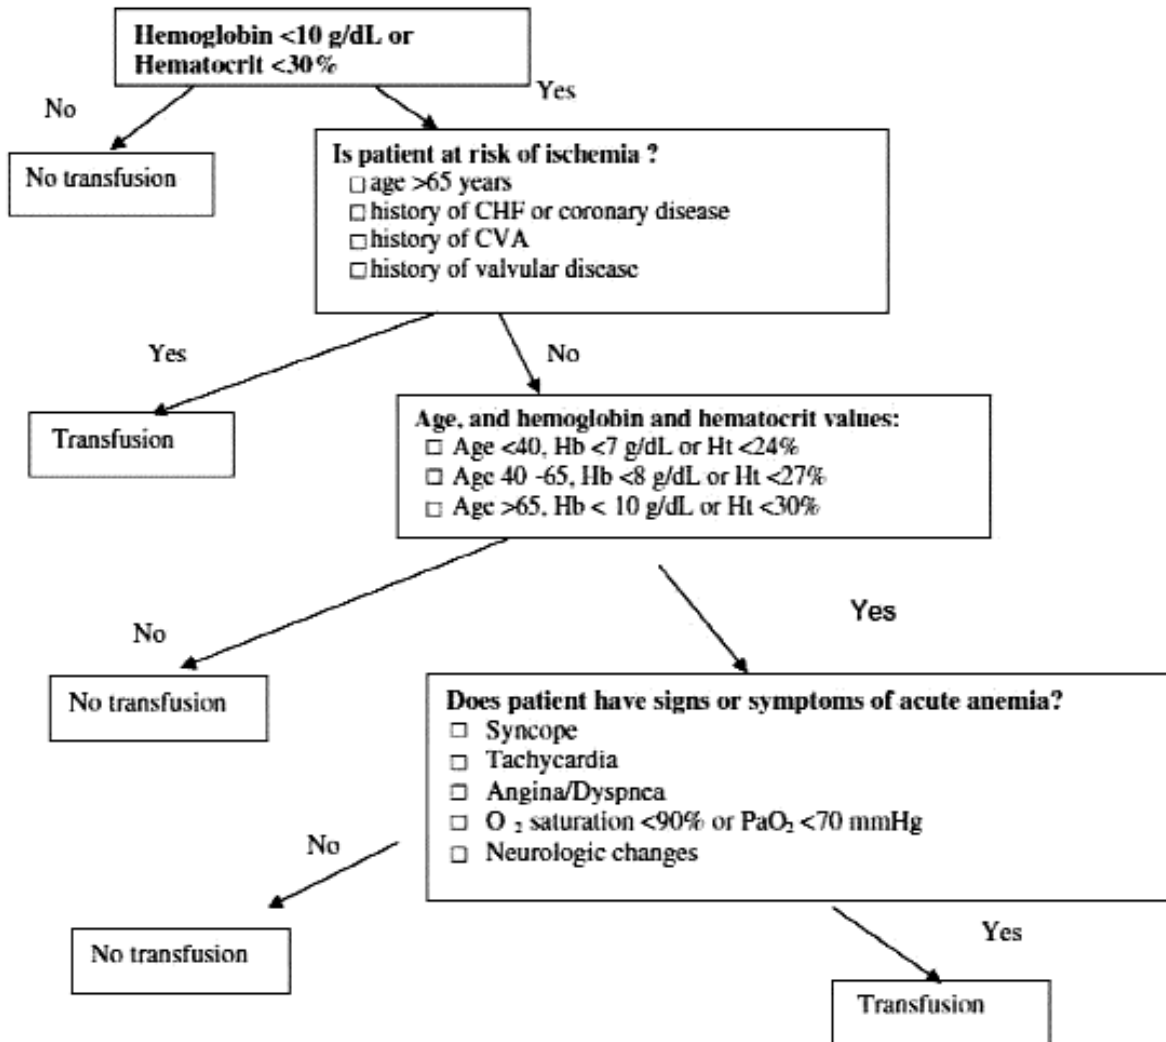 Hemoglobin <10 g/dL or
Hematocrit <30%
No
Yes
No transfusion
Is patient at risk of ischemia ?
□ age >65 years
□ history of CHF or coronary disease
□ history of CVA
□ history of valvular disease
Yes
No
Transfusion
Age, and hemoglobin and hematocrit values:
□ Age <40, Hb <7 g/dL or Ht <24%
□ Age 40 -65, Hb <8 g/dL or Ht <27%
□ Age >65, Hb < 10 g/dL or Ht <30%
No
Yes
No transfusion
Does patient have signs or symptoms of acute anemia?
□ Syncope
□ Tachycardia
□ Angina/Dyspnea
□ O ₂ saturation <90% or PaO₂ <70 mmHg
□ Neurologic changes
No
Yes
No transfusion
Transfusion